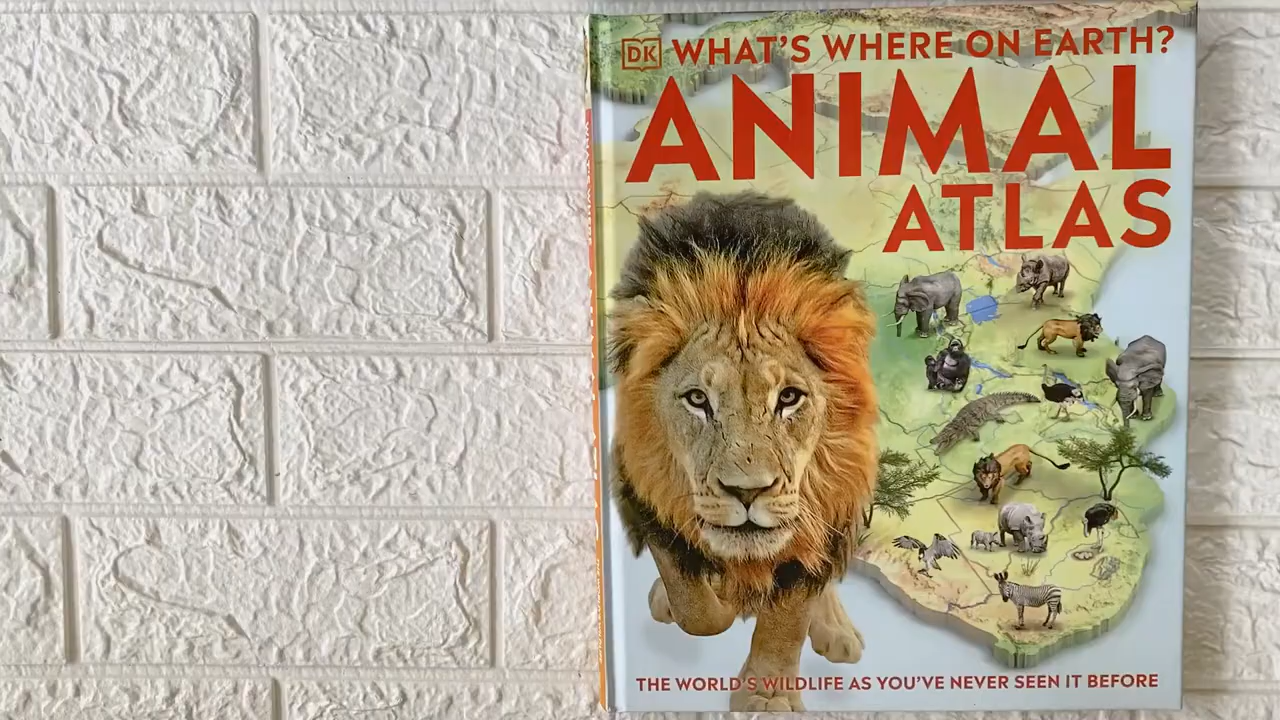 DK WHAT'S WHERE ON EARTH?
ANIMAL
ATLAS
THE WORLD'S WILDLIFE AS YOU'VE NEVER SEEN IT BEFORE